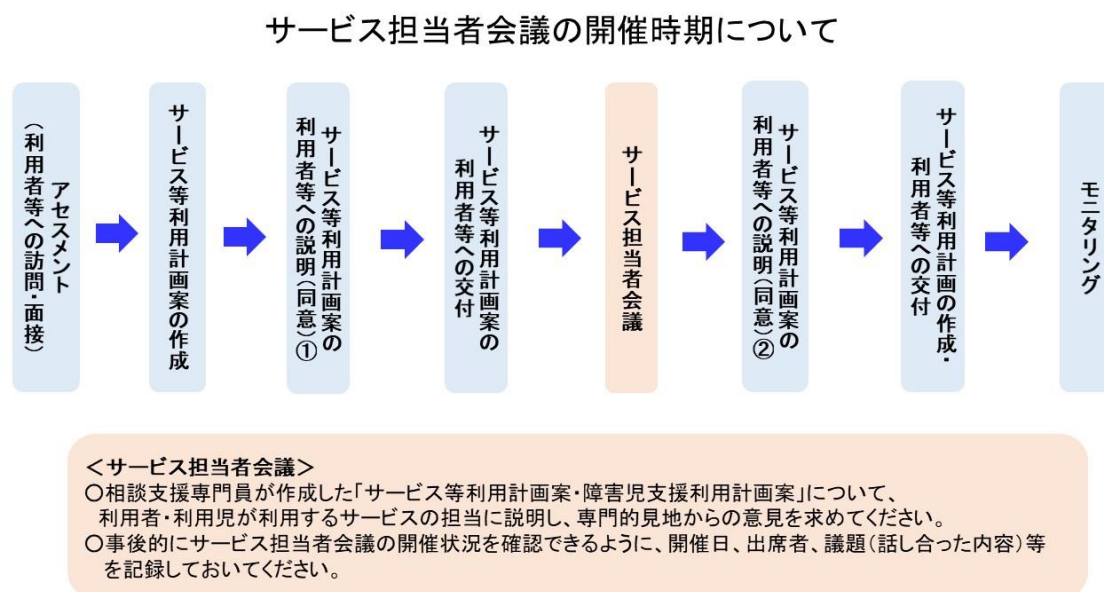 サービス担当者会議の開催時期について
アセスメント
（利用者等への訪問・面接）
サービス等利用計画案の作成
サービス等利用計画案の
利用者等への説明（同意）①
サービス等利用計画案の
利用者等への交付
サービス担当者会議
サービス等利用計画案の
利用者等への説明（同意）②
サービス等利用計画の作成・
利用者等への交付
モニタリング
＜サービス担当者会議＞
○相談支援専門員が作成した「サービス等利用計画案・障害児支援利用計画案」について、
利用者・利用児が利用するサービスの担当に説明し、専門的見地からの意見を求めてください。
○事後的にサービス担当者会議の開催状況を確認できるように、開催日、出席者、議題（話し合った内容）等
を記録しておいてください。